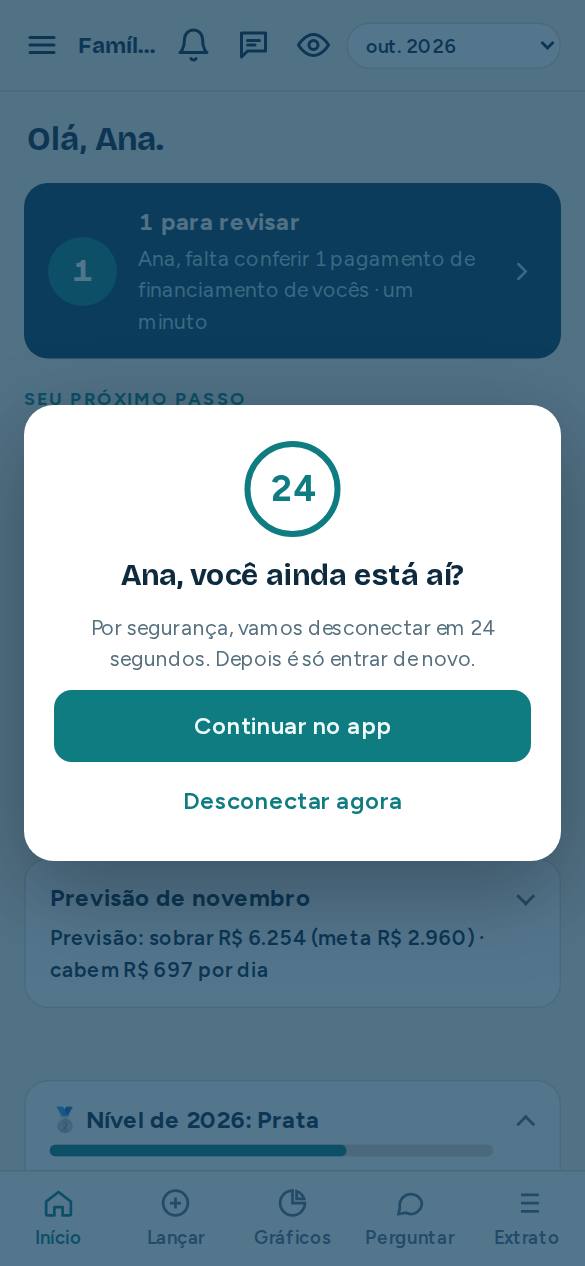 Famíl...
out. 2026
Olá, Ana.
1
1 para revisar
Ana, falta conferir 1 pagamento de
financiamento de vocês · um
minuto
SEU PRÓXIMO PASSO
24
Ana, você ainda está aí?
Por segurança, vamos desconectar em 24
segundos. Depois é só entrar de novo.
Continuar no app
Desconectar agora
Previsão de novembro
Previsão: sobrar R$ 6.254 (meta R$ 2.960) ·
cabem R$ 697 por dia
Nível de 2026: Prata
Início
Lançar
Gráficos
Perguntar
Extrato